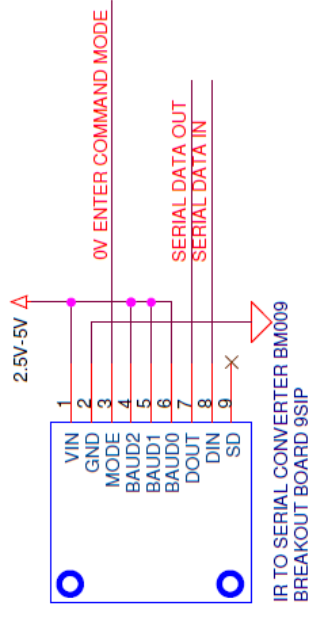 2.5V-5V
0V ENTER COMMAND MODE
SERIAL DATA OUT
SERIAL DATA IN
1 VIN
2 GND
3 MODE
4 BAUD2
5 BAUD1
6 BAUD0
7 DOUT
8 DIN
9 SD
IR TO SERIAL CONVERTER BM009
BREAKOUT BOARD 9SIP